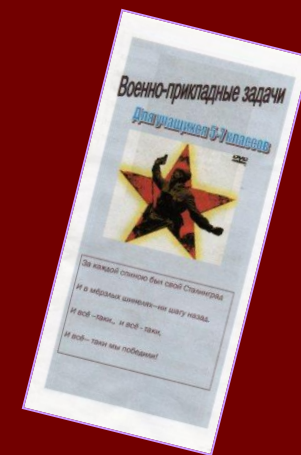 Военно-прикладные задачи
Для учащихся 5-7 классов
За каждой спиною был свой Сталинград
И в мёрзлых шинелях–ни шагу назад.
И всё –таки... и всё - таки,
И всё– таки мы победили!